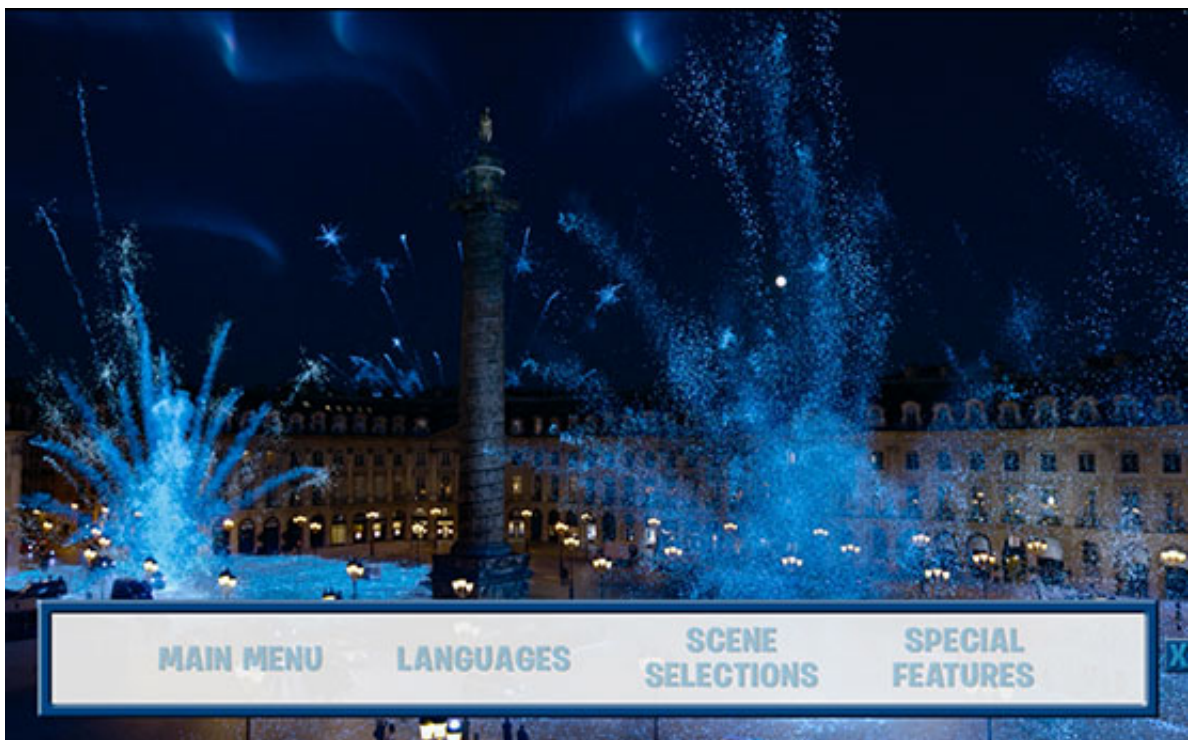 MAIN MENU
LANGUAGES
SCENE
SELECTIONS
SPECIAL
FEATURES
X